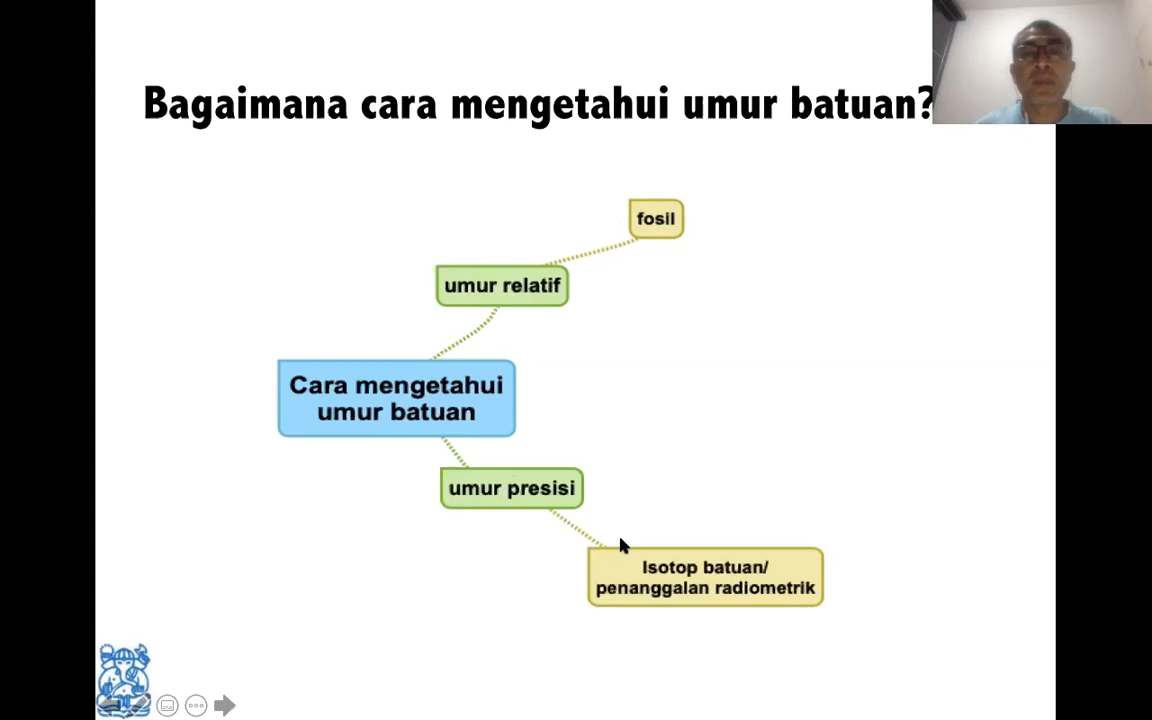 Bagaimana cara mengetahui umur batuan?
fosil
umur relatif
Cara mengetahui
umur batuan
umur presisi
Isotop batuan/
penanggalan radiometrik